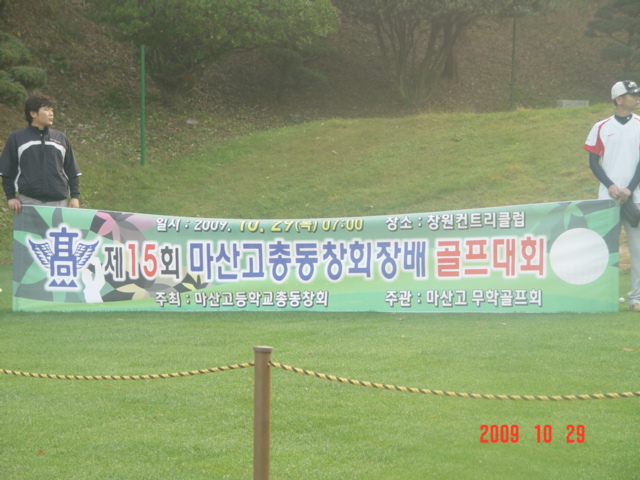 일시 : 2009. 10. 29(목) 07:00 장소 : 창원컨트리클럽
高 제15회 마산고총동창회장배 골프대회
주최 : 마산고등학교총동창회 주관 : 마산고 무학골프회
2009 10 29